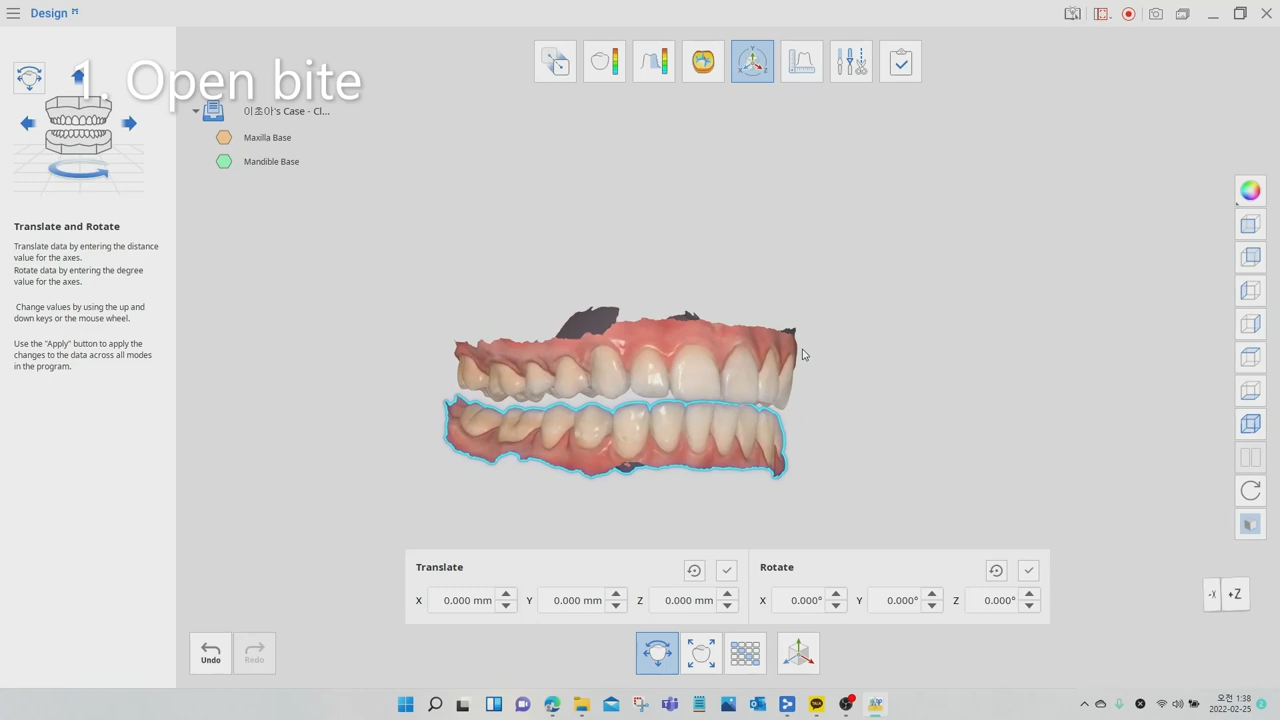 Design
1. Open bite
이초아's Case - Cl...
Maxilla Base
Mandible Base
Translate and Rotate
Translate data by entering the distance
value for the axes.
Rotate data by entering the degree
value for the axes.
Change values by using the up and
down keys or the mouse wheel.
Use the "Apply" button to apply the
changes to the data across all modes
in the program.
Translate
X 0.000 mm Y 0.000 mm Z 0.000 mm
Rotate
X 0.000° Y 0.000° Z 0.000°
-X +Z
Undo
Redo
TALK
오전 1:38
2022-02-25
2